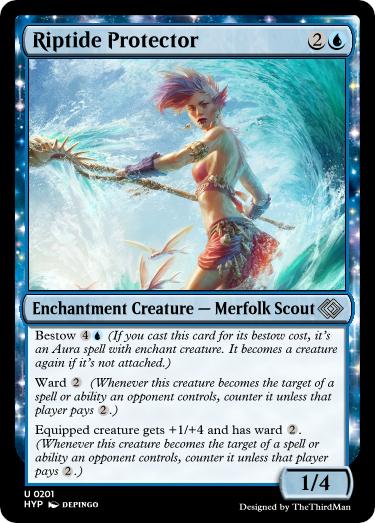 Riptide Protector 2
Enchantment Creature — Merfolk Scout
Bestow 4 (If you cast this card for its bestow cost, it's
an Aura spell with enchant creature. It becomes a creature
again if it's not attached.)
Ward 2 (Whenever this creature becomes the target of a
spell or ability an opponent controls, counter it unless that
player pays 2.)
Equipped creature gets +1/+4 and has ward 2.
(Whenever this creature becomes the target of a spell or
ability an opponent controls, counter it unless that player
pays 2.)
1/4
U 0201
HYP DEPINGO
Designed by TheThirdMan